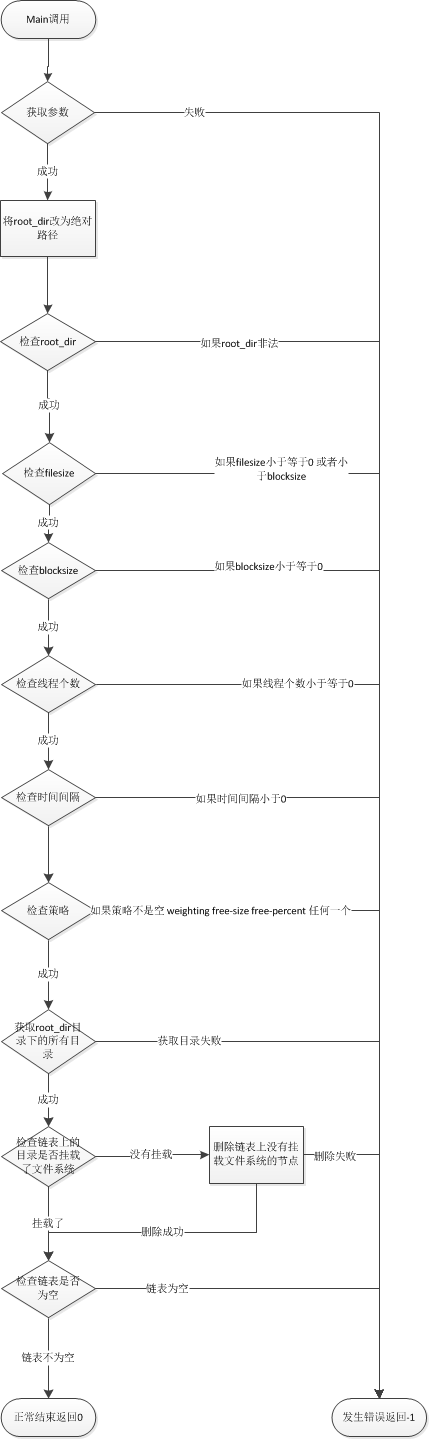 Main调用
获取参数
失败
成功
将root_dir改为绝对
路径
检查root_dir
如果root_dir非法
成功
检查filesize
如果filesize小于等于0 或者小
于blocksize
成功
检查blocksize
如果blocksize小于等于0
成功
检查线程个数
如果线程个数小于等于0
成功
检查时间间隔
如果时间间隔小于0
检查策略
如果策略不是空 weighting free-size free-percent 任何一个
成功
获取root_dir目
录下的所有目
录
获取目录失败
成功
检查链表上的
目录是否挂载
了文件系统
没有挂载
删除链表上没有挂
载文件系统的节点
删除失败
挂载了
删除成功
检查链表是否
为空
链表为空
链表不为空
正常结束返回0
发生错误返回-1